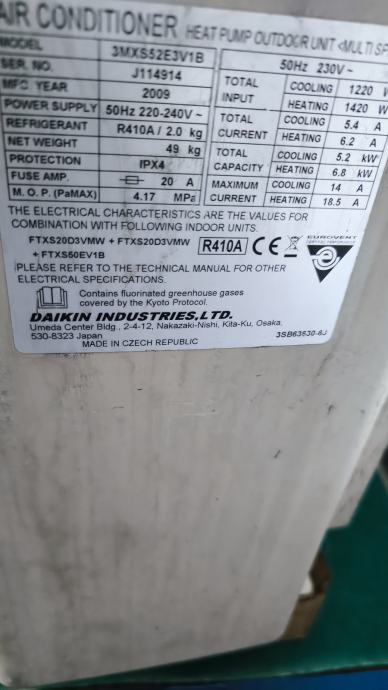 AIR CONDITIONER HEAT PUMP OUTDOOR UNIT <MULTI SP
MODEL 3MXS52E3V1B
SER. NO. J114914
MFG. YEAR 2009
POWER SUPPLY 50Hz 220-240V ~
REFRIGERANT R410A / 2.0 kg
NET WEIGHT 49 kg
PROTECTION IPX4
FUSE AMP. 20 A
M. O. P. (PaMAX) 4.17 MPa
50Hz 230V ~
TOTAL INPUT COOLING 1220 W
HEATING 1420 W
TOTAL CURRENT COOLING 5.4 A
HEATING 6.2 A
TOTAL CAPACITY COOLING 5.2 kW
HEATING 6.8 kW
MAXIMUM CURRENT COOLING 14 A
HEATING 18.5 A
THE ELECTRICAL CHARACTERISTICS ARE THE VALUES FOR
COMBINATION WITH FOLLOWING INDOOR UNITS.
FTXS20D3VMW + FTXS20D3VMW
+ FTXS50EV1B
R410A CE
EUROVENT
PLEASE REFER TO THE TECHNICAL MANUAL FOR OTHER
ELECTRICAL SPECIFICATIONS.
Contains fluorinated greenhouse gases
covered by the Kyoto Protocol.
DAIKIN INDUSTRIES,LTD.
Umeda Center Bldg., 2-4-12, Nakazaki-Nishi, Kita-Ku, Osaka,
530-8323 Japan
MADE IN CZECH REPUBLIC
3SB63630-6J